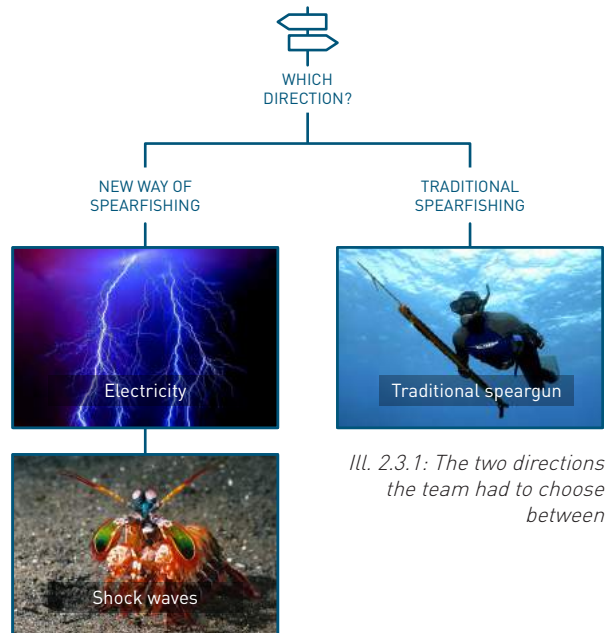 WHICH
DIRECTION?
NEW WAY OF
SPEARFISHING
TRADITIONAL
SPEARFISHING
Electricity
Traditional speargun
Shock waves
Ill. 2.3.1: The two directions
the team had to choose
between